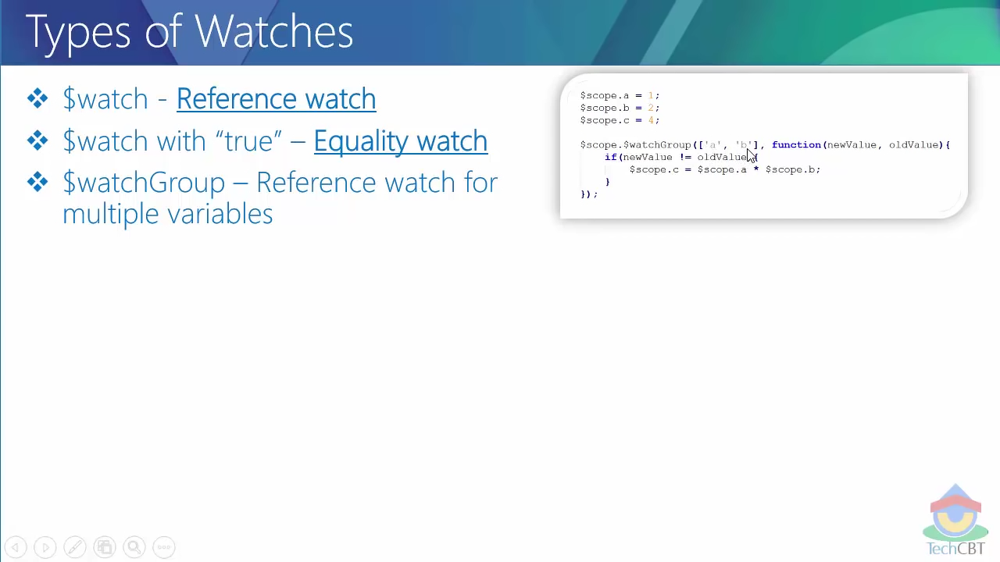 Types of Watches
$watch - Reference watch
$watch with “true” – Equality watch
$watchGroup – Reference watch for
multiple variables
$scope.a = 1;
$scope.b = 2;
$scope.c = 4;
$scope.$watchGroup(['a', 'b'], function(newValue, oldValue){
if(newValue != oldValue){
$scope.c = $scope.a * $scope.b;
}
});
TechCBT